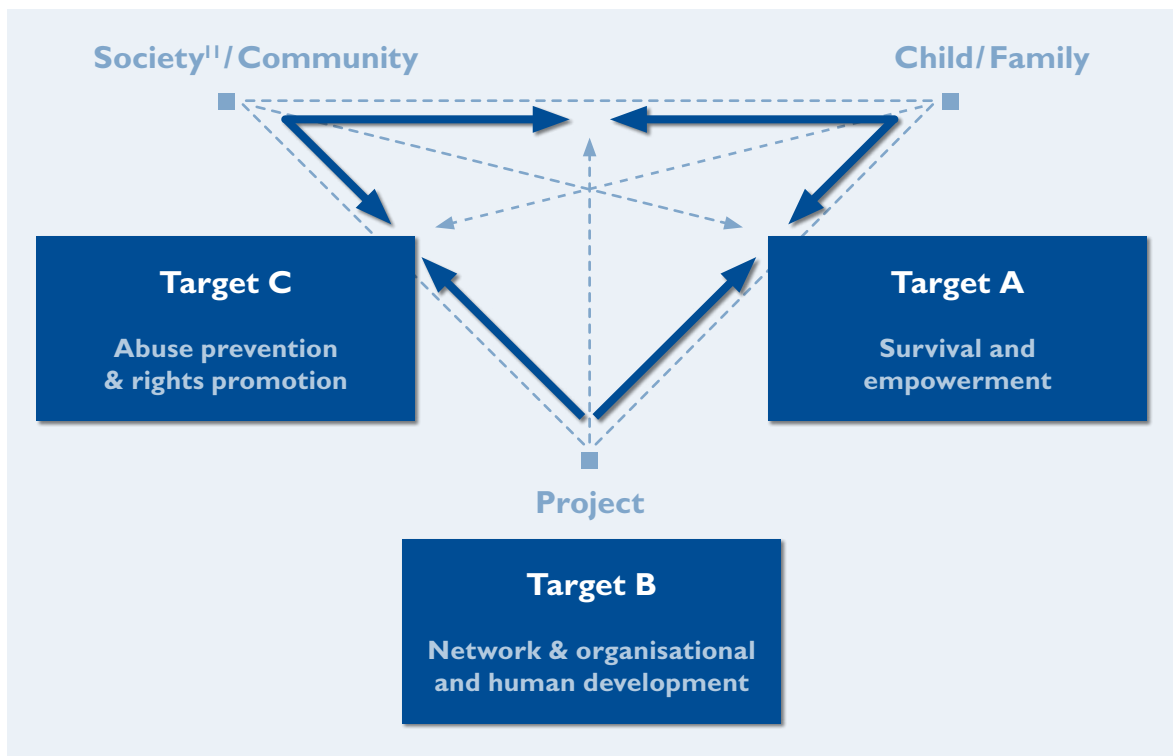 Society¹¹/Community
Child/Family
Target C
Abuse prevention
& rights promotion
Target A
Survival and
empowerment
Project
Target B
Network & organisational
and human development